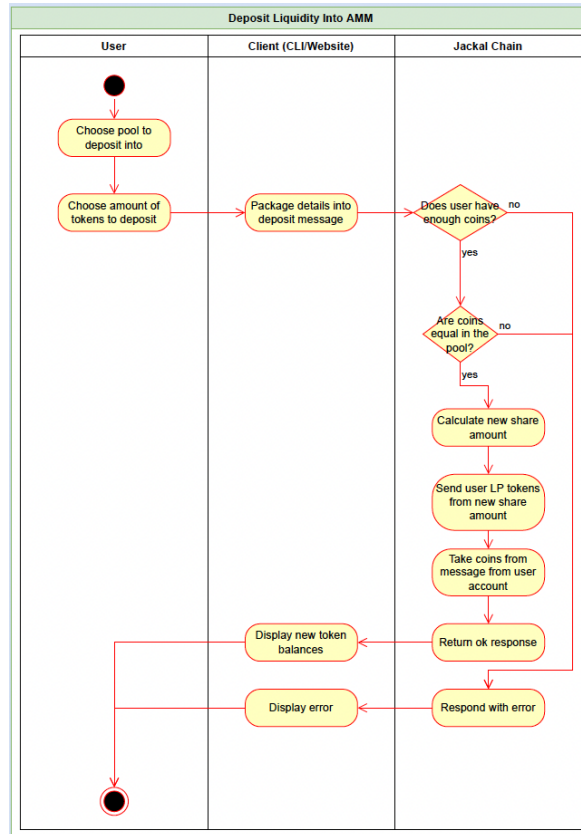 Deposit Liquidity Into AMM
User
Client (CLI/Website)
Jackal Chain
Choose pool to
deposit into
Choose amount of
tokens to deposit
Package details into
deposit message
Does user have
enough coins?
no
yes
Are coins
equal in the
pool?
no
yes
Calculate new share
amount
Send user LP tokens
from new share
amount
Take coins from
message from user
account
Display new token
balances
Return ok response
Display error
Respond with error